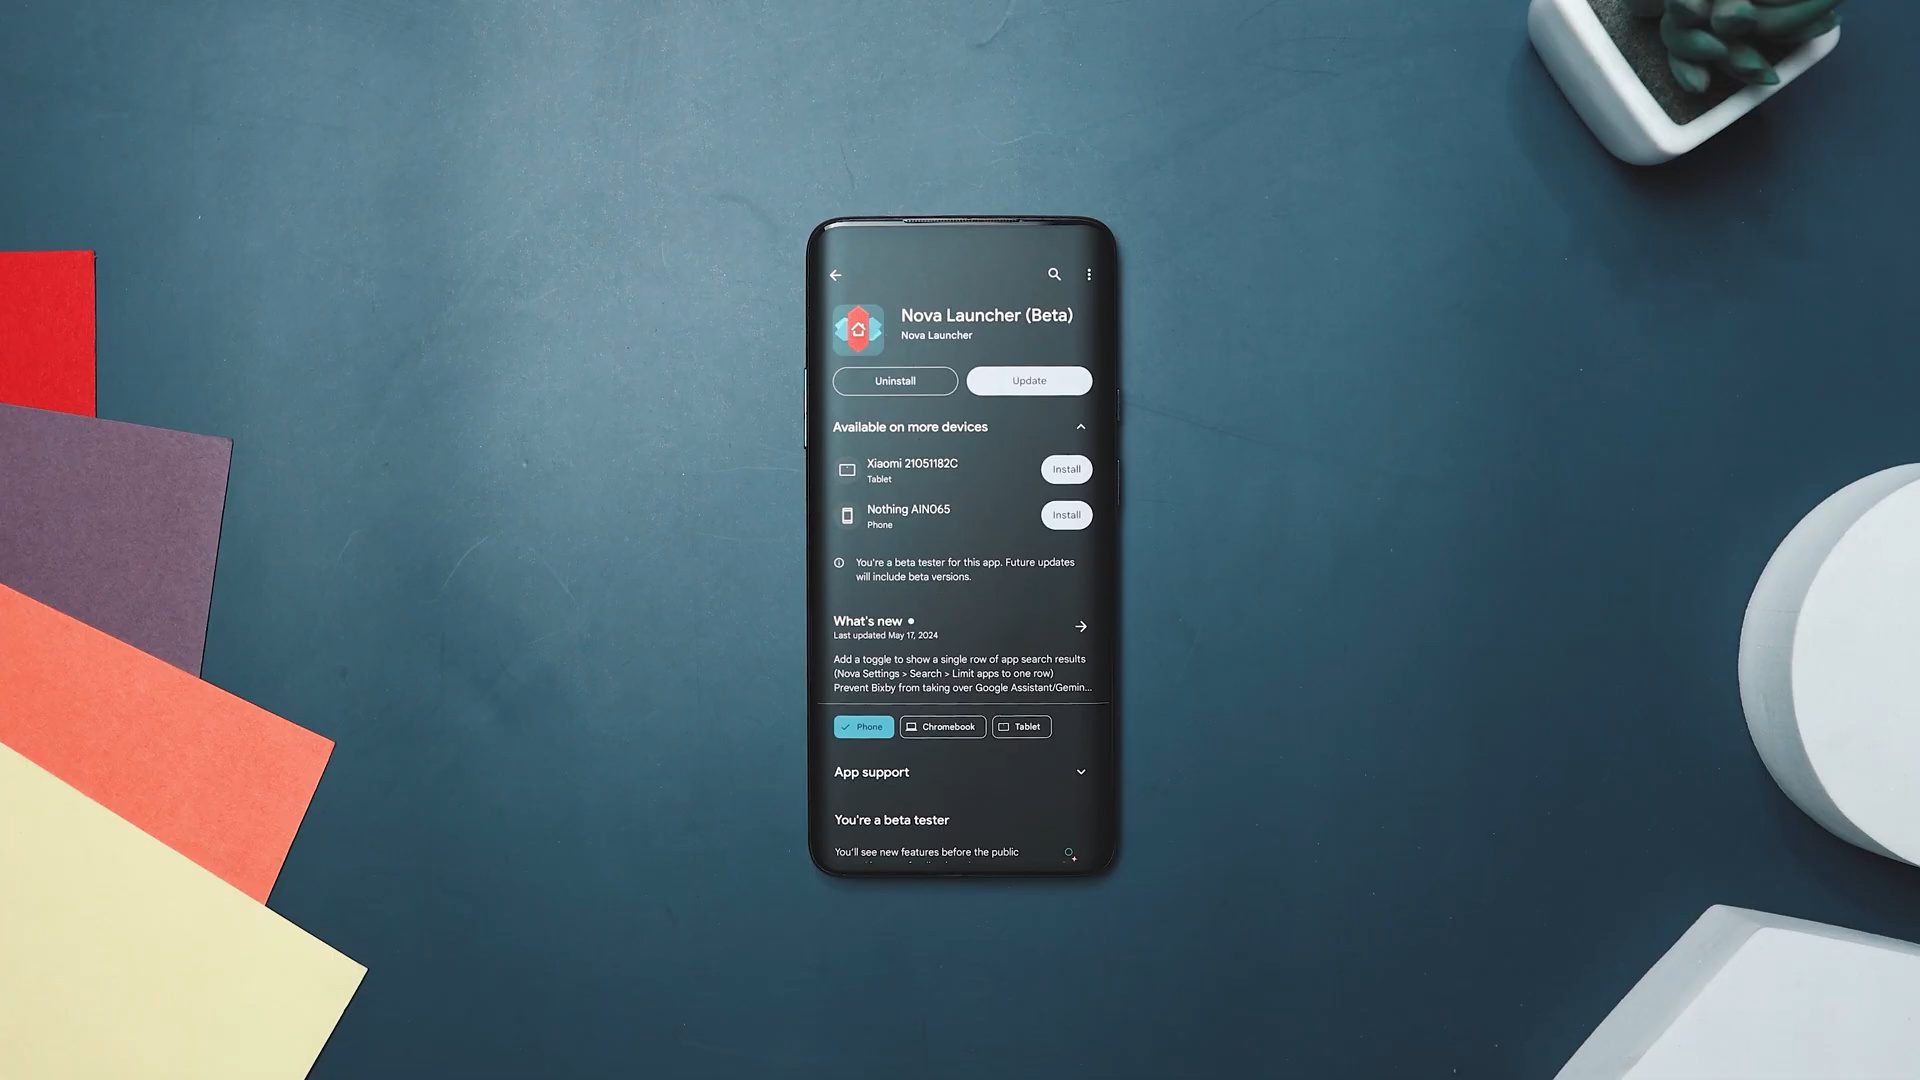 Nova Launcher (Beta)
Nova Launcher
Uninstall
Update
Available on more devices
Xiaomi 21051182C
Tablet
Install
Nothing AIN065
Phone
Install
You're a beta tester for this app. Future updates
will include beta versions.
What's new
Last updated May 17, 2024
Add a toggle to show a single row of app search results
(Nova Settings > Search > Limit apps to one row)
Prevent Bixby from taking over Google Assistant/Gemin...
Phone
Chromebook
Tablet
App support
You're a beta tester
You'll see new features before the public